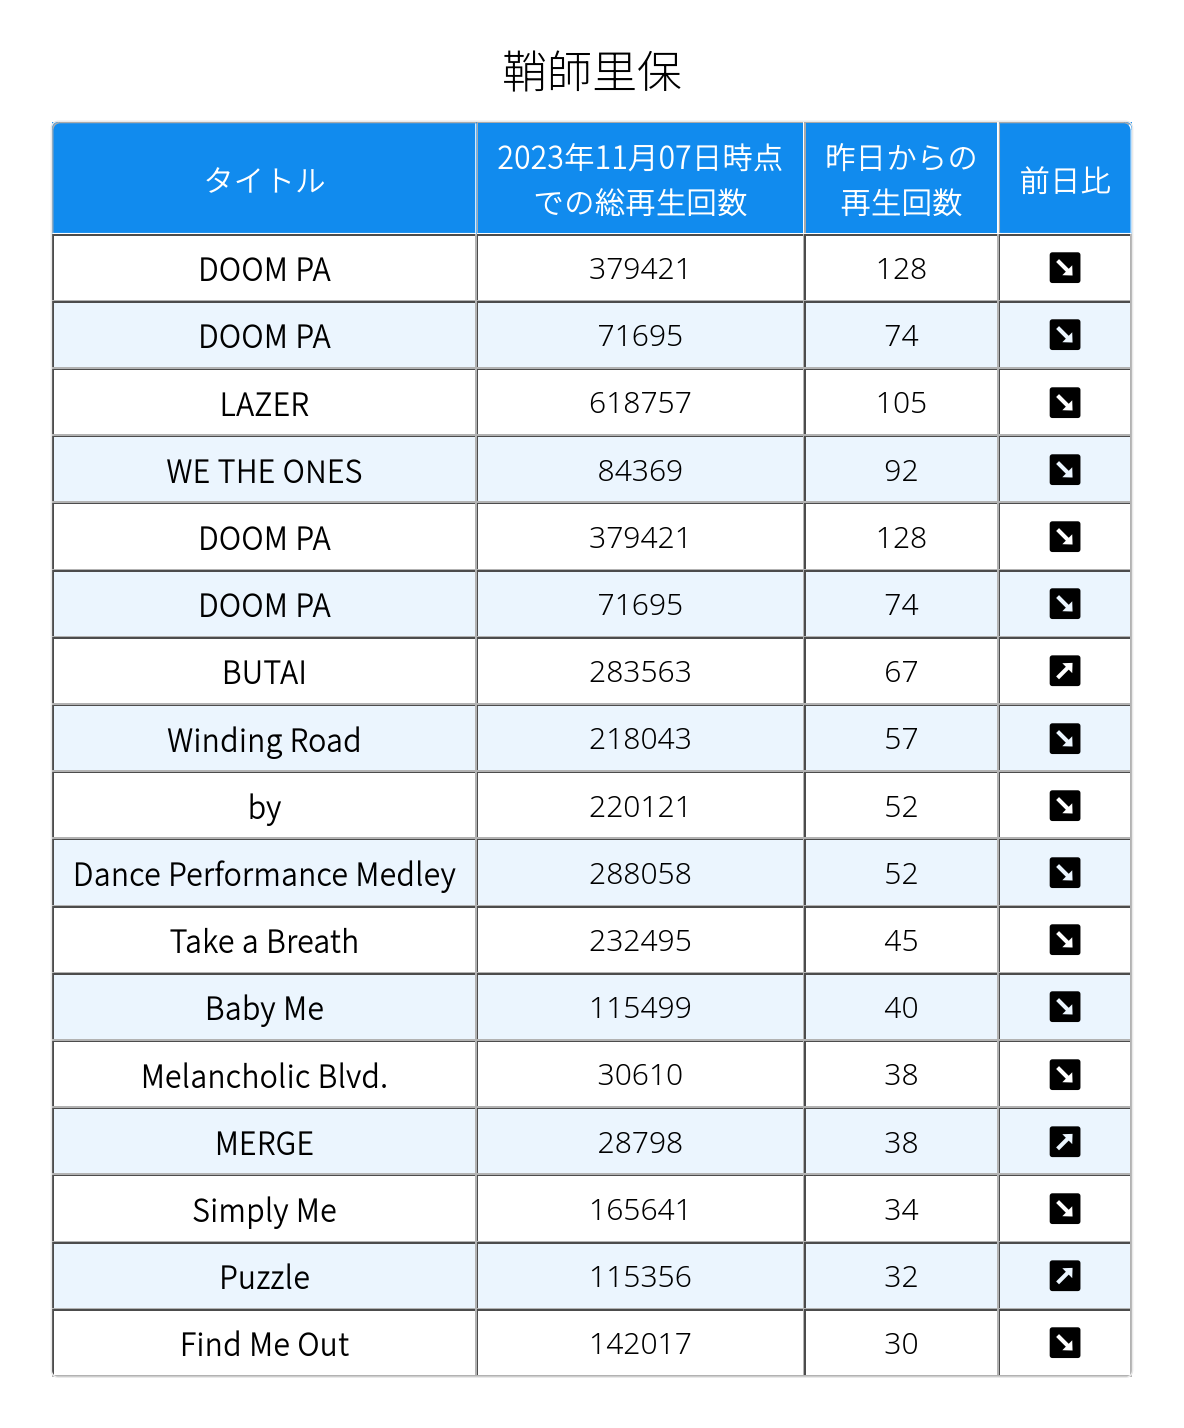 鞘師里保
タイトル 2023年11月07日時点での総再生回数 昨日からの再生回数 前日比
DOOM PA 379421 128 ↘
DOOM PA 71695 74 ↘
LAZER 618757 105 ↘
WE THE ONES 84369 92 ↘
DOOM PA 379421 128 ↘
DOOM PA 71695 74 ↘
BUTAI 283563 67 ↗
Winding Road 218043 57 ↘
by 220121 52 ↘
Dance Performance Medley 288058 52 ↘
Take a Breath 232495 45 ↘
Baby Me 115499 40 ↘
Melancholic Blvd. 30610 38 ↘
MERGE 28798 38 ↗
Simply Me 165641 34 ↘
Puzzle 115356 32 ↗
Find Me Out 142017 30 ↘